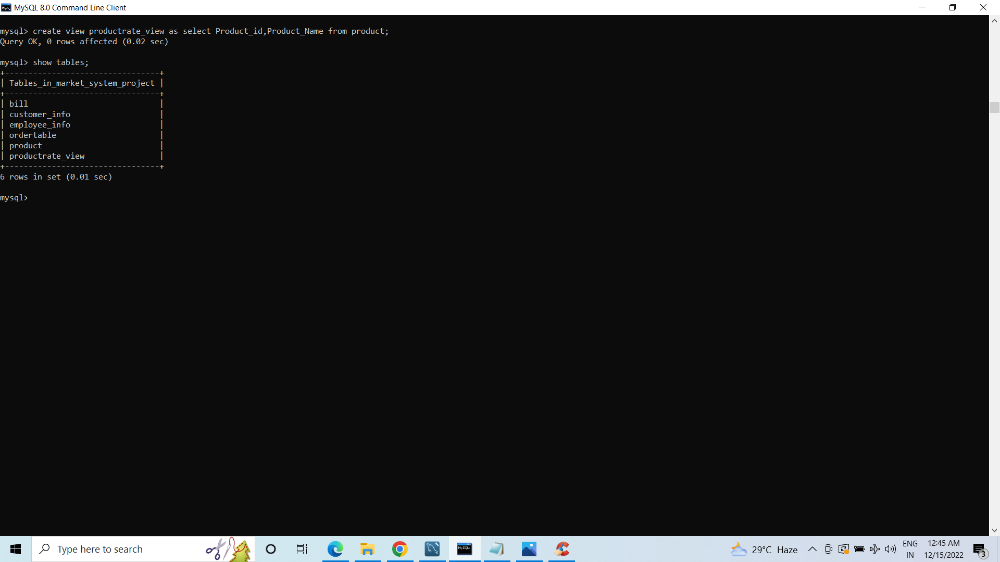 MySQL 8.0 Command Line Client
mysql> create view productrate_view as select Product_id,Product_Name from product;
Query OK, 0 rows affected (0.02 sec)
mysql> show tables;
+---------------------------------+
| Tables_in_market_system_project |
+---------------------------------+
| bill                            |
| customer_info                   |
| employee_info                   |
| ordertable                      |
| product                         |
| productrate_view                |
+---------------------------------+
6 rows in set (0.01 sec)
mysql>
Type here to search
29°C Haze
ENG
IN
12:45 AM
12/15/2022
3